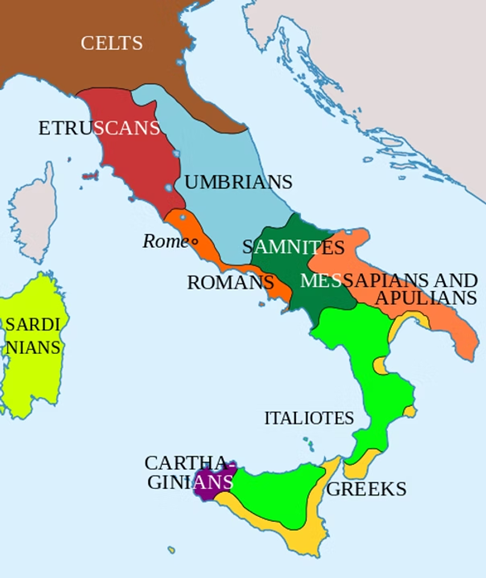 CELTS
ETRUSCANS
UMBRIANS
Rome
SAMNITES
ROMANS
MESSAPIANS AND
APULIANS
SARDI
NIANS
ITALIOTES
CARTHA-
GINIANS
GREEKS